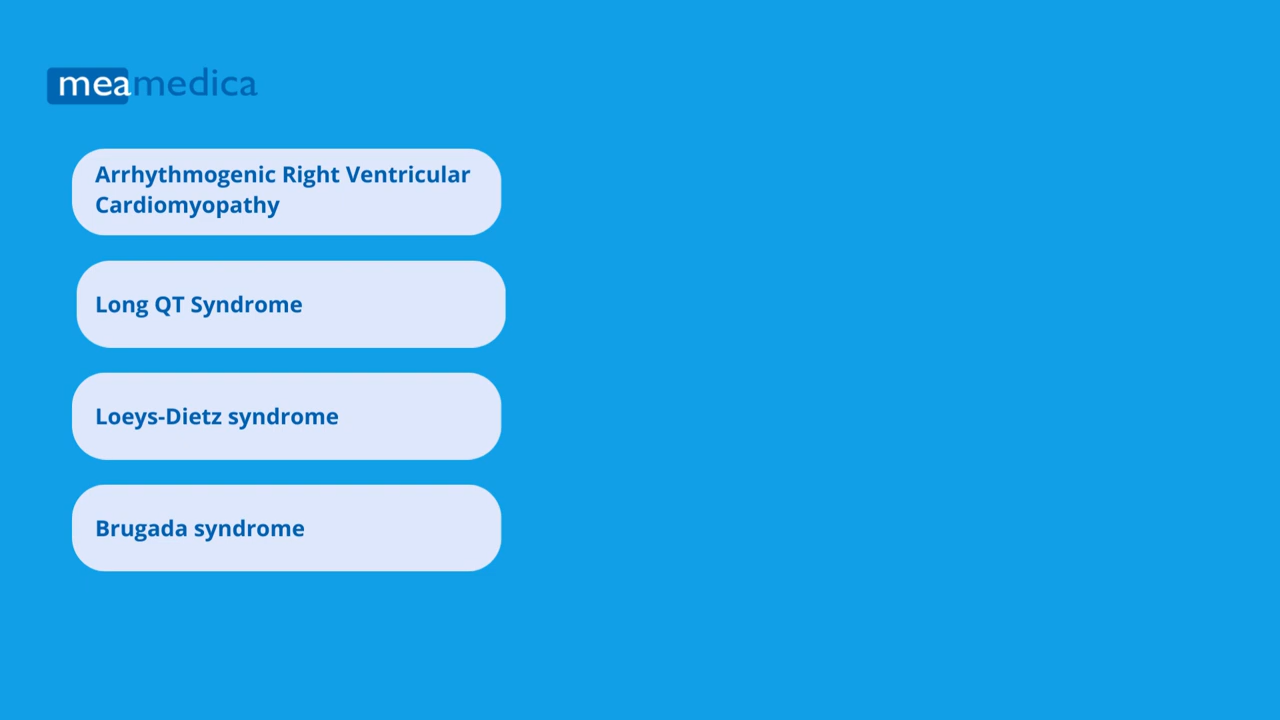 meamedica
Arrhythmogenic Right Ventricular
Cardiomyopathy
Long QT Syndrome
Loeys-Dietz syndrome
Brugada syndrome